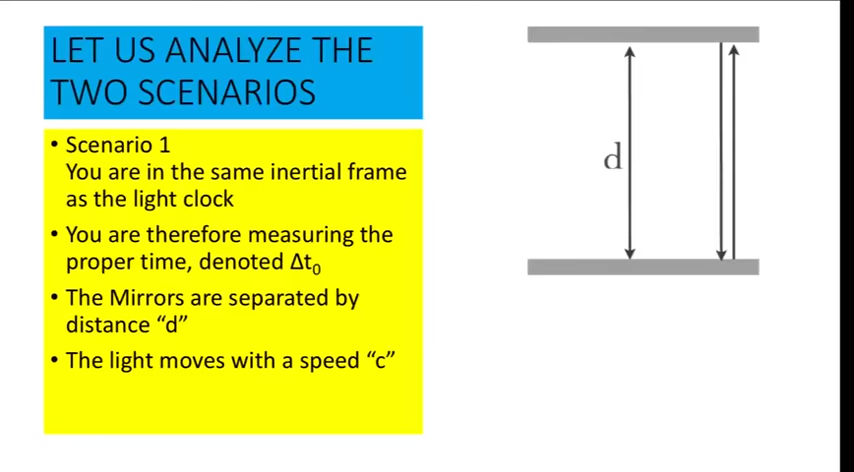 LET US ANALYZE THE
TWO SCENARIOS
• Scenario 1
You are in the same inertial frame
as the light clock
• You are therefore measuring the
proper time, denoted Δt₀
• The Mirrors are separated by
distance “d”
• The light moves with a speed “c”
d